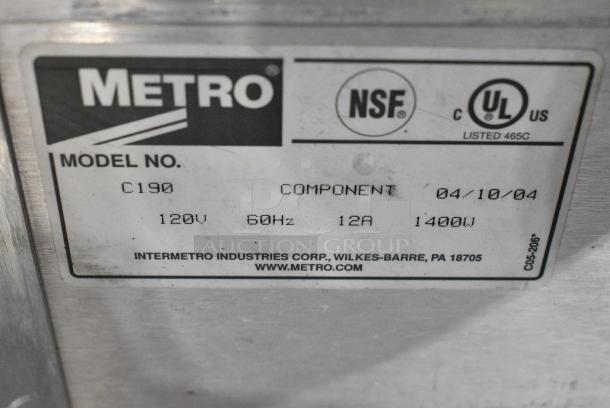 METRO®
NSF®
C UL® US
LISTED 465C
MODEL NO.
C190 COMPONENT 04/10/04
120V 60Hz 12A 1400W
AUCTION GROUP
INTERMETRO INDUSTRIES CORP., WILKES-BARRE, PA 18705
WWW.METRO.COM
C05-206*